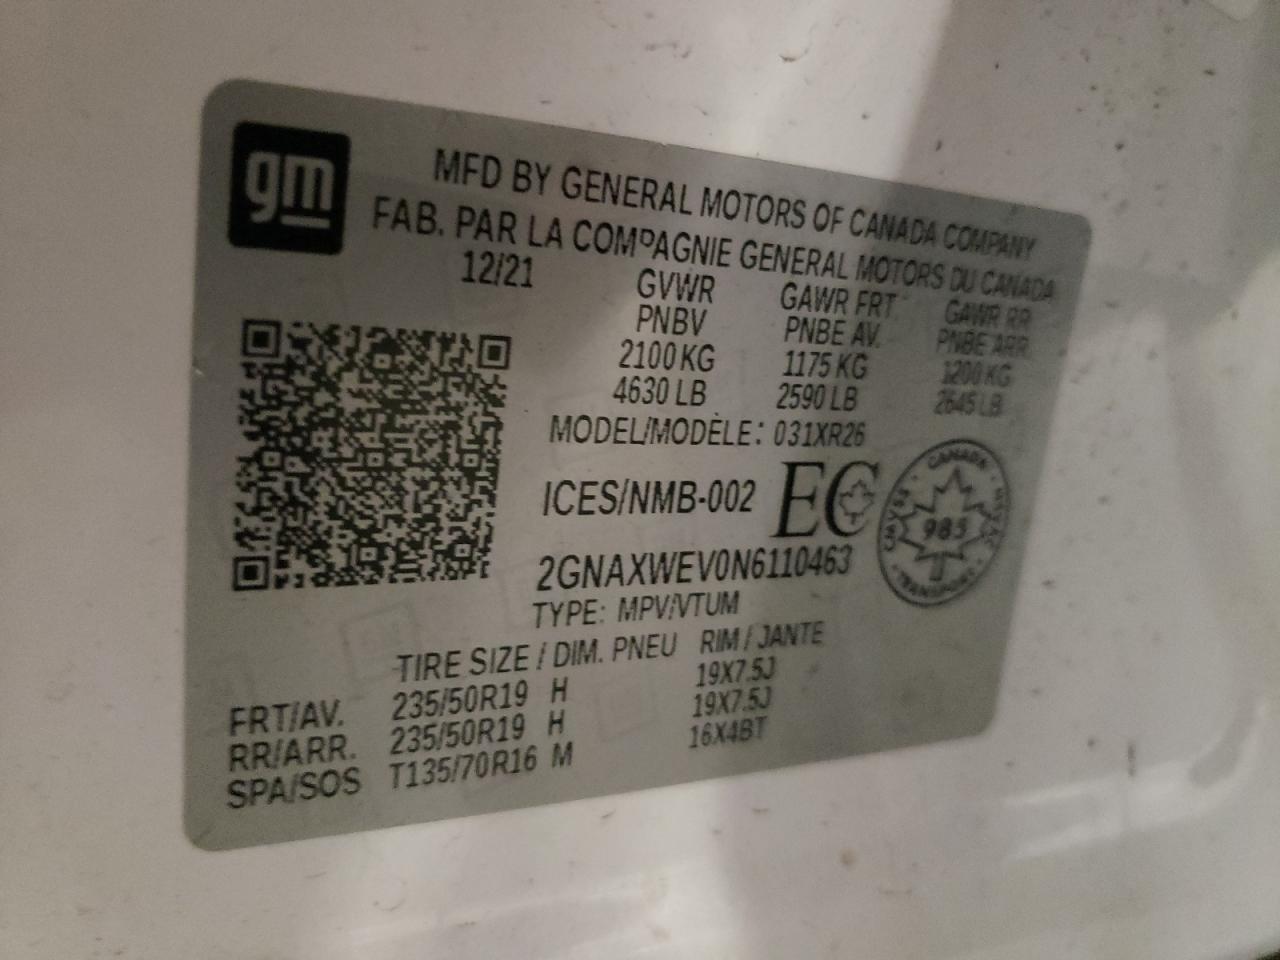 gm
MFD BY GENERAL MOTORS OF CANADA COMPANY
FAB. PAR LA COMPAGNIE GENERAL MOTORS DU CANADA
12/21 GVWR GAWR FRT GAWR RR
PNBV PNBE AV. PNBE ARR.
2100 KG 1175 KG 1200 KG
4630 LB 2590 LB 2645 LB
MODEL/MODÈLE: 031XR26
ICES/NMB-002 EC
CANADA
985
TRANSPORT
2GNAXWEV0N6110463
TYPE: MPV/VTUM
TIRE SIZE / DIM. PNEU RIM / JANTE
FRT/AV. 235/50R19 H 19X7.5J
RR/ARR. 235/50R19 H 19X7.5J
SPA/SOS T135/70R16 M 16X4BT